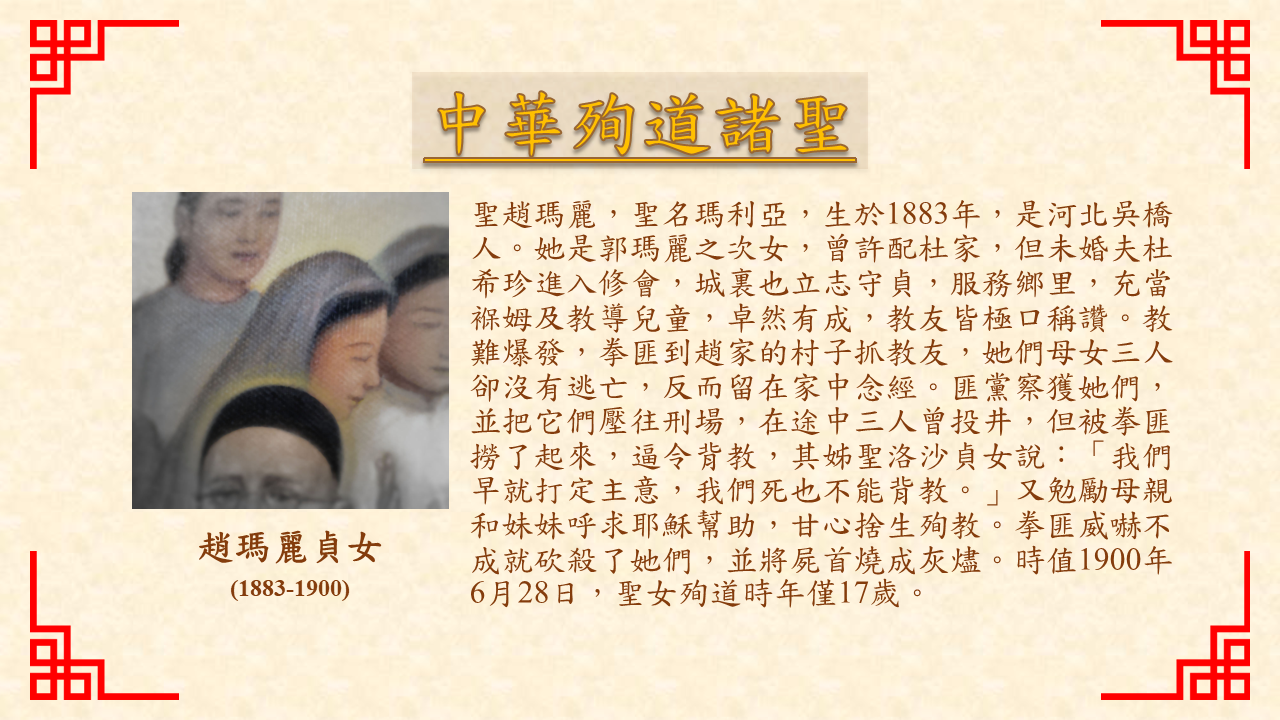 中華殉道諸聖
聖趙瑪麗，聖名瑪利亞，生於1883年，是河北吳橋
人。她是郭瑪麗之次女，曾許配杜家，但未婚夫杜
希珍進入修會，城裏也立志守貞，服務鄉里，充當
褓姆及教導兒童，卓然有成，教友皆極口稱讚。教
難爆發，拳匪到趙家的村子抓教友，她們母女三人
卻沒有逃亡，反而留在家中念經。匪黨察獲她們，
並把它們壓往刑場，在途中三人曾投井，但被拳匪
撈了起來，逼令背教，其姊聖洛沙貞女說：「我們
早就打定主意，我們死也不能背教。」又勉勵母親
和妹妹呼求耶穌幫助，甘心捨生殉教。拳匪威嚇不
成就砍殺了她們，並將屍首燒成灰燼。時值1900年
6月28日，聖女殉道時年僅17歲。
趙瑪麗貞女
(1883-1900)